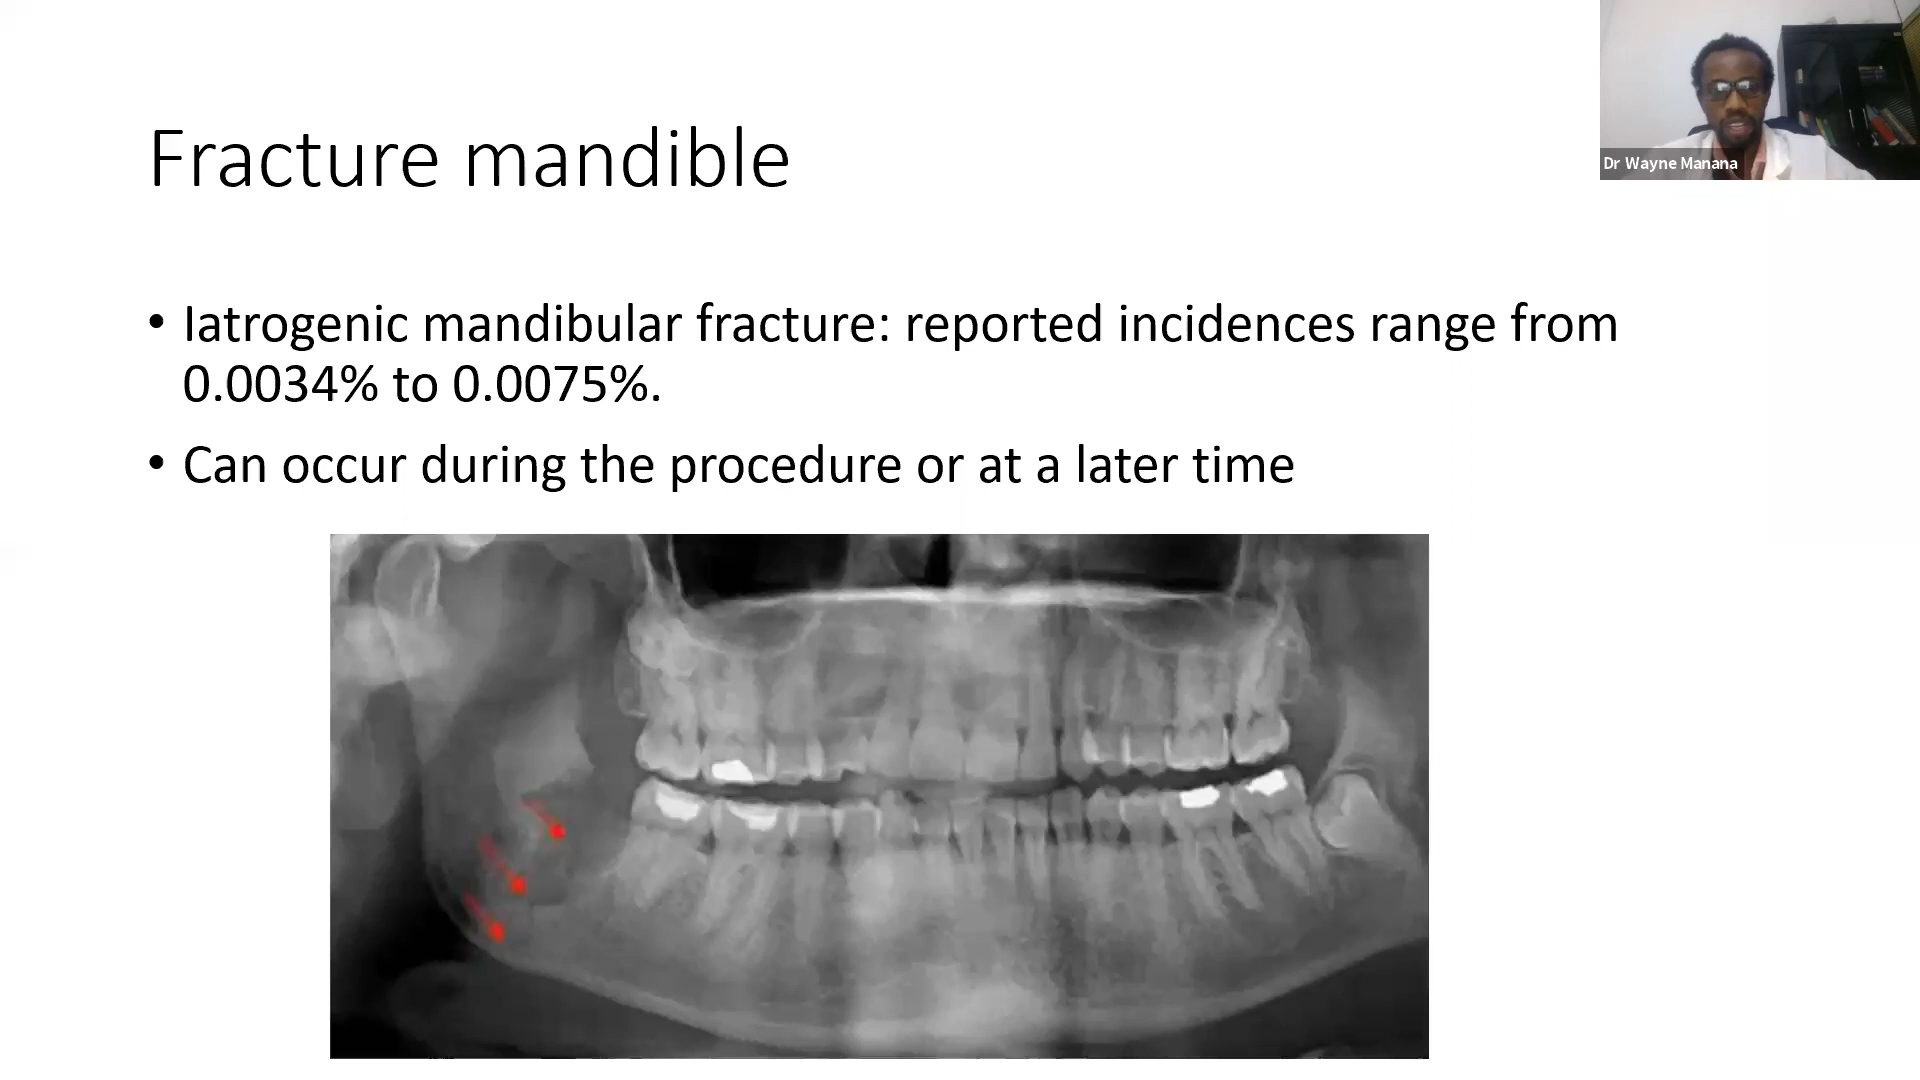 Fracture mandible
Dr Wayne Manana
• Iatrogenic mandibular fracture: reported incidences range from
0.0034% to 0.0075%.
• Can occur during the procedure or at a later time